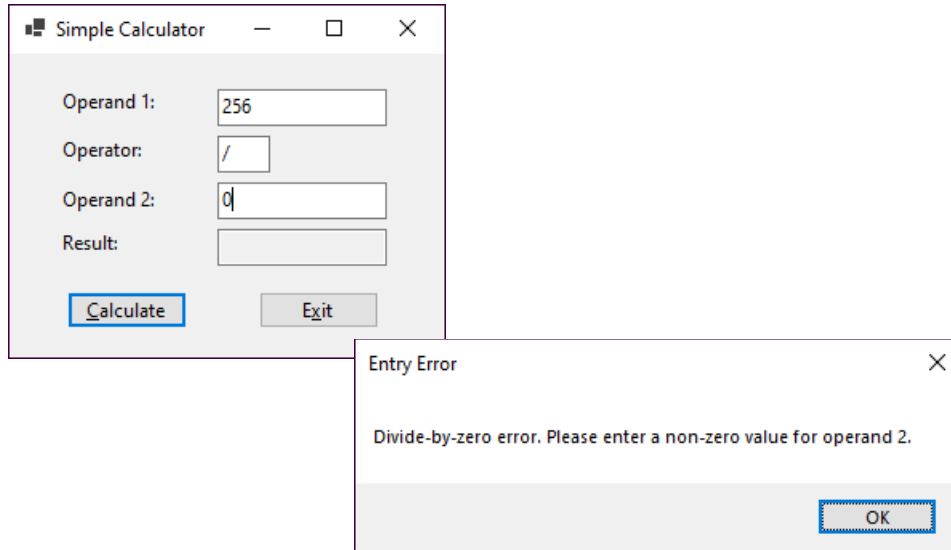 Simple Calculator
Operand 1: 256
Operator: /
Operand 2: 0
Result:
Calculate Exit
Entry Error
Divide-by-zero error. Please enter a non-zero value for operand 2.
OK